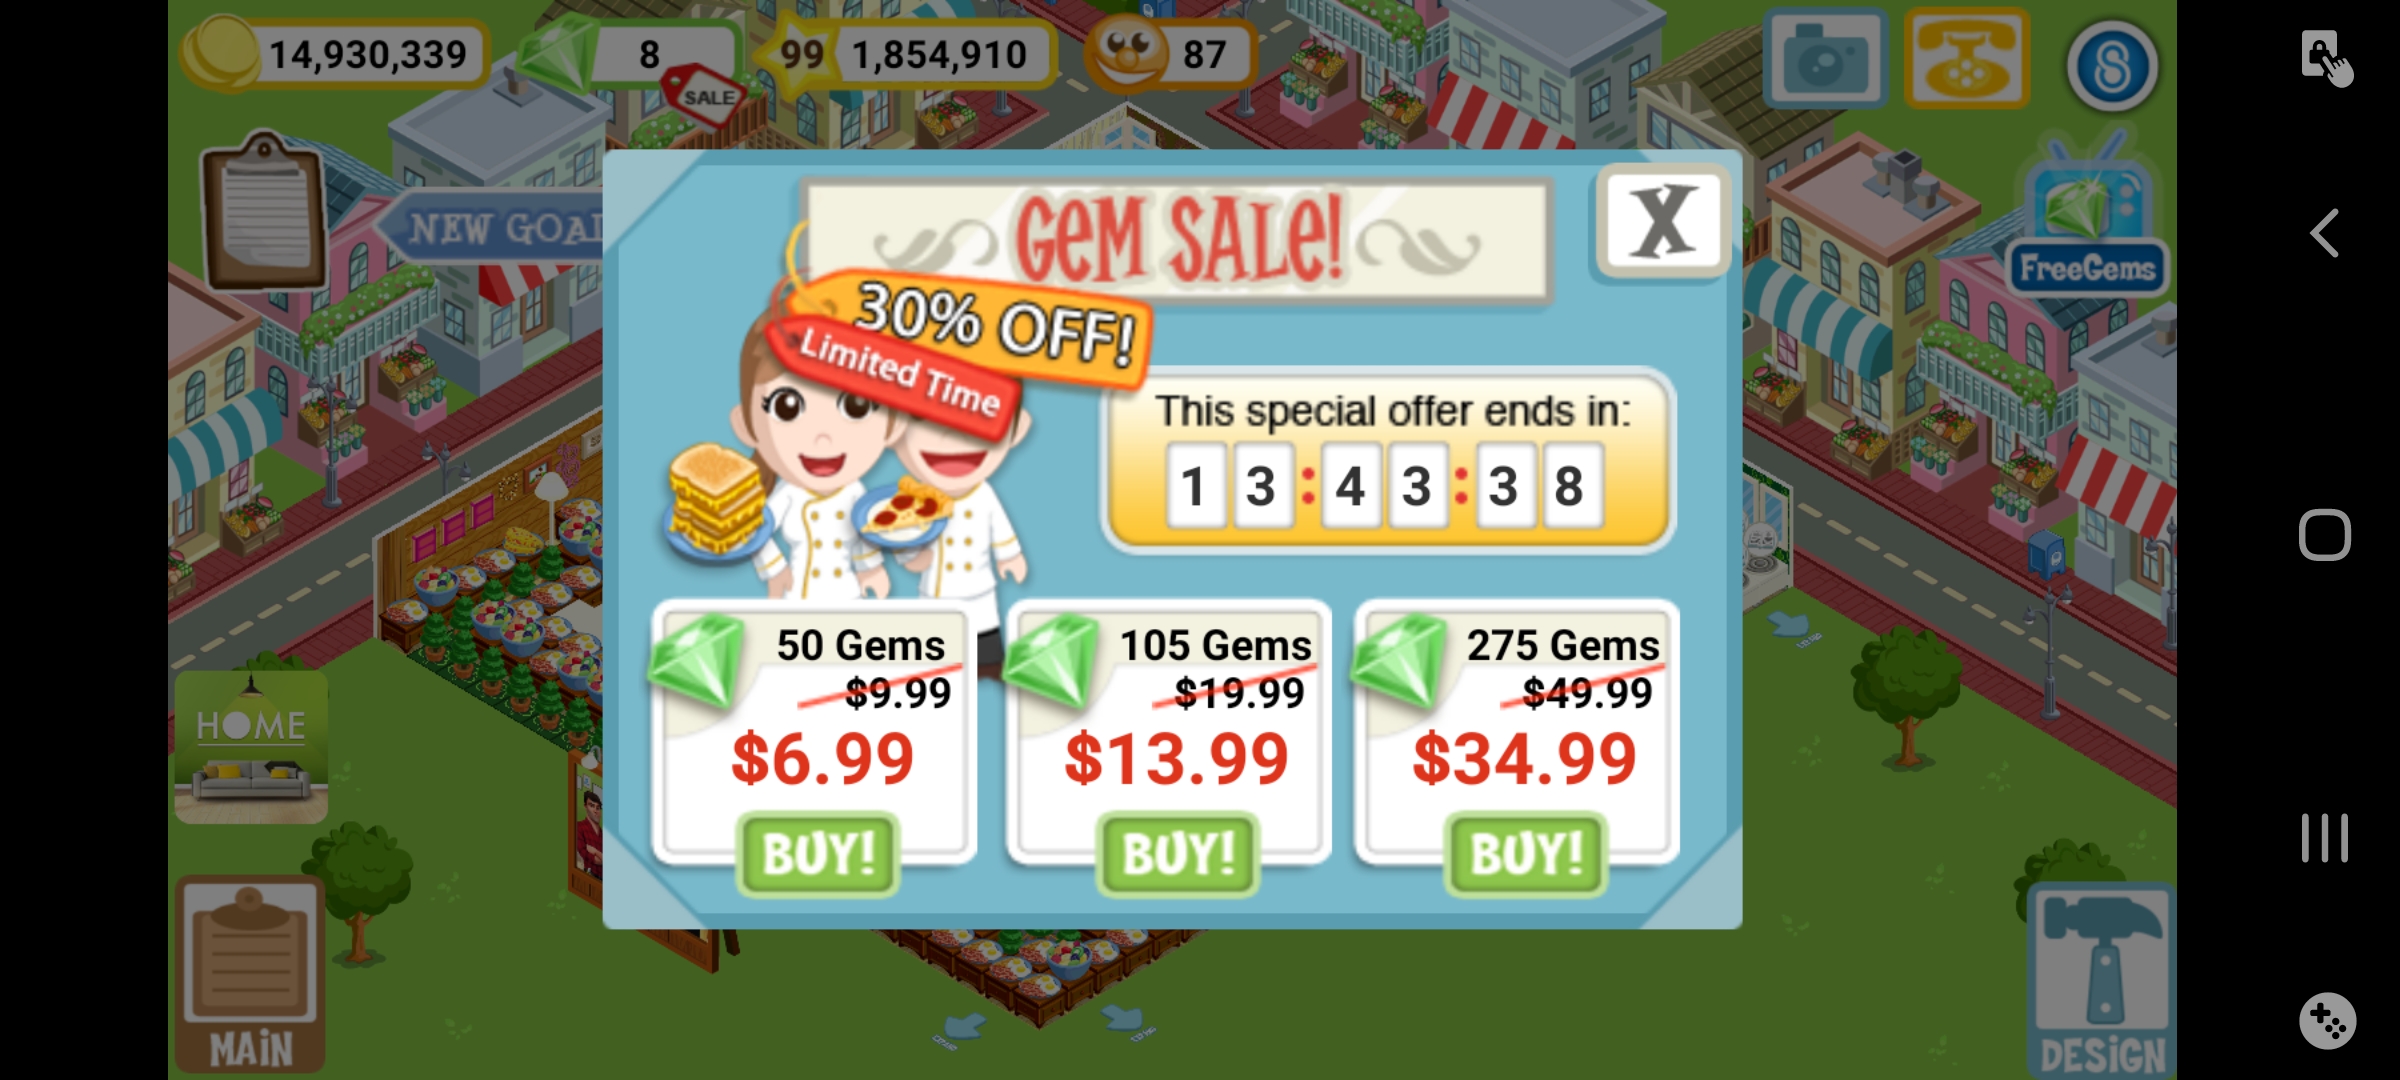 14,930,339
8
SALE
99
1,854,910
87
NEW GOAL
FreeGems
GEM SALE!
X
30% OFF!
Limited Time
This special offer ends in:
13:43:38
50 Gems
$9.99
$6.99
BUY!
105 Gems
$19.99
$13.99
BUY!
275 Gems
$49.99
$34.99
BUY!
HOME
MAIN
DESIGN